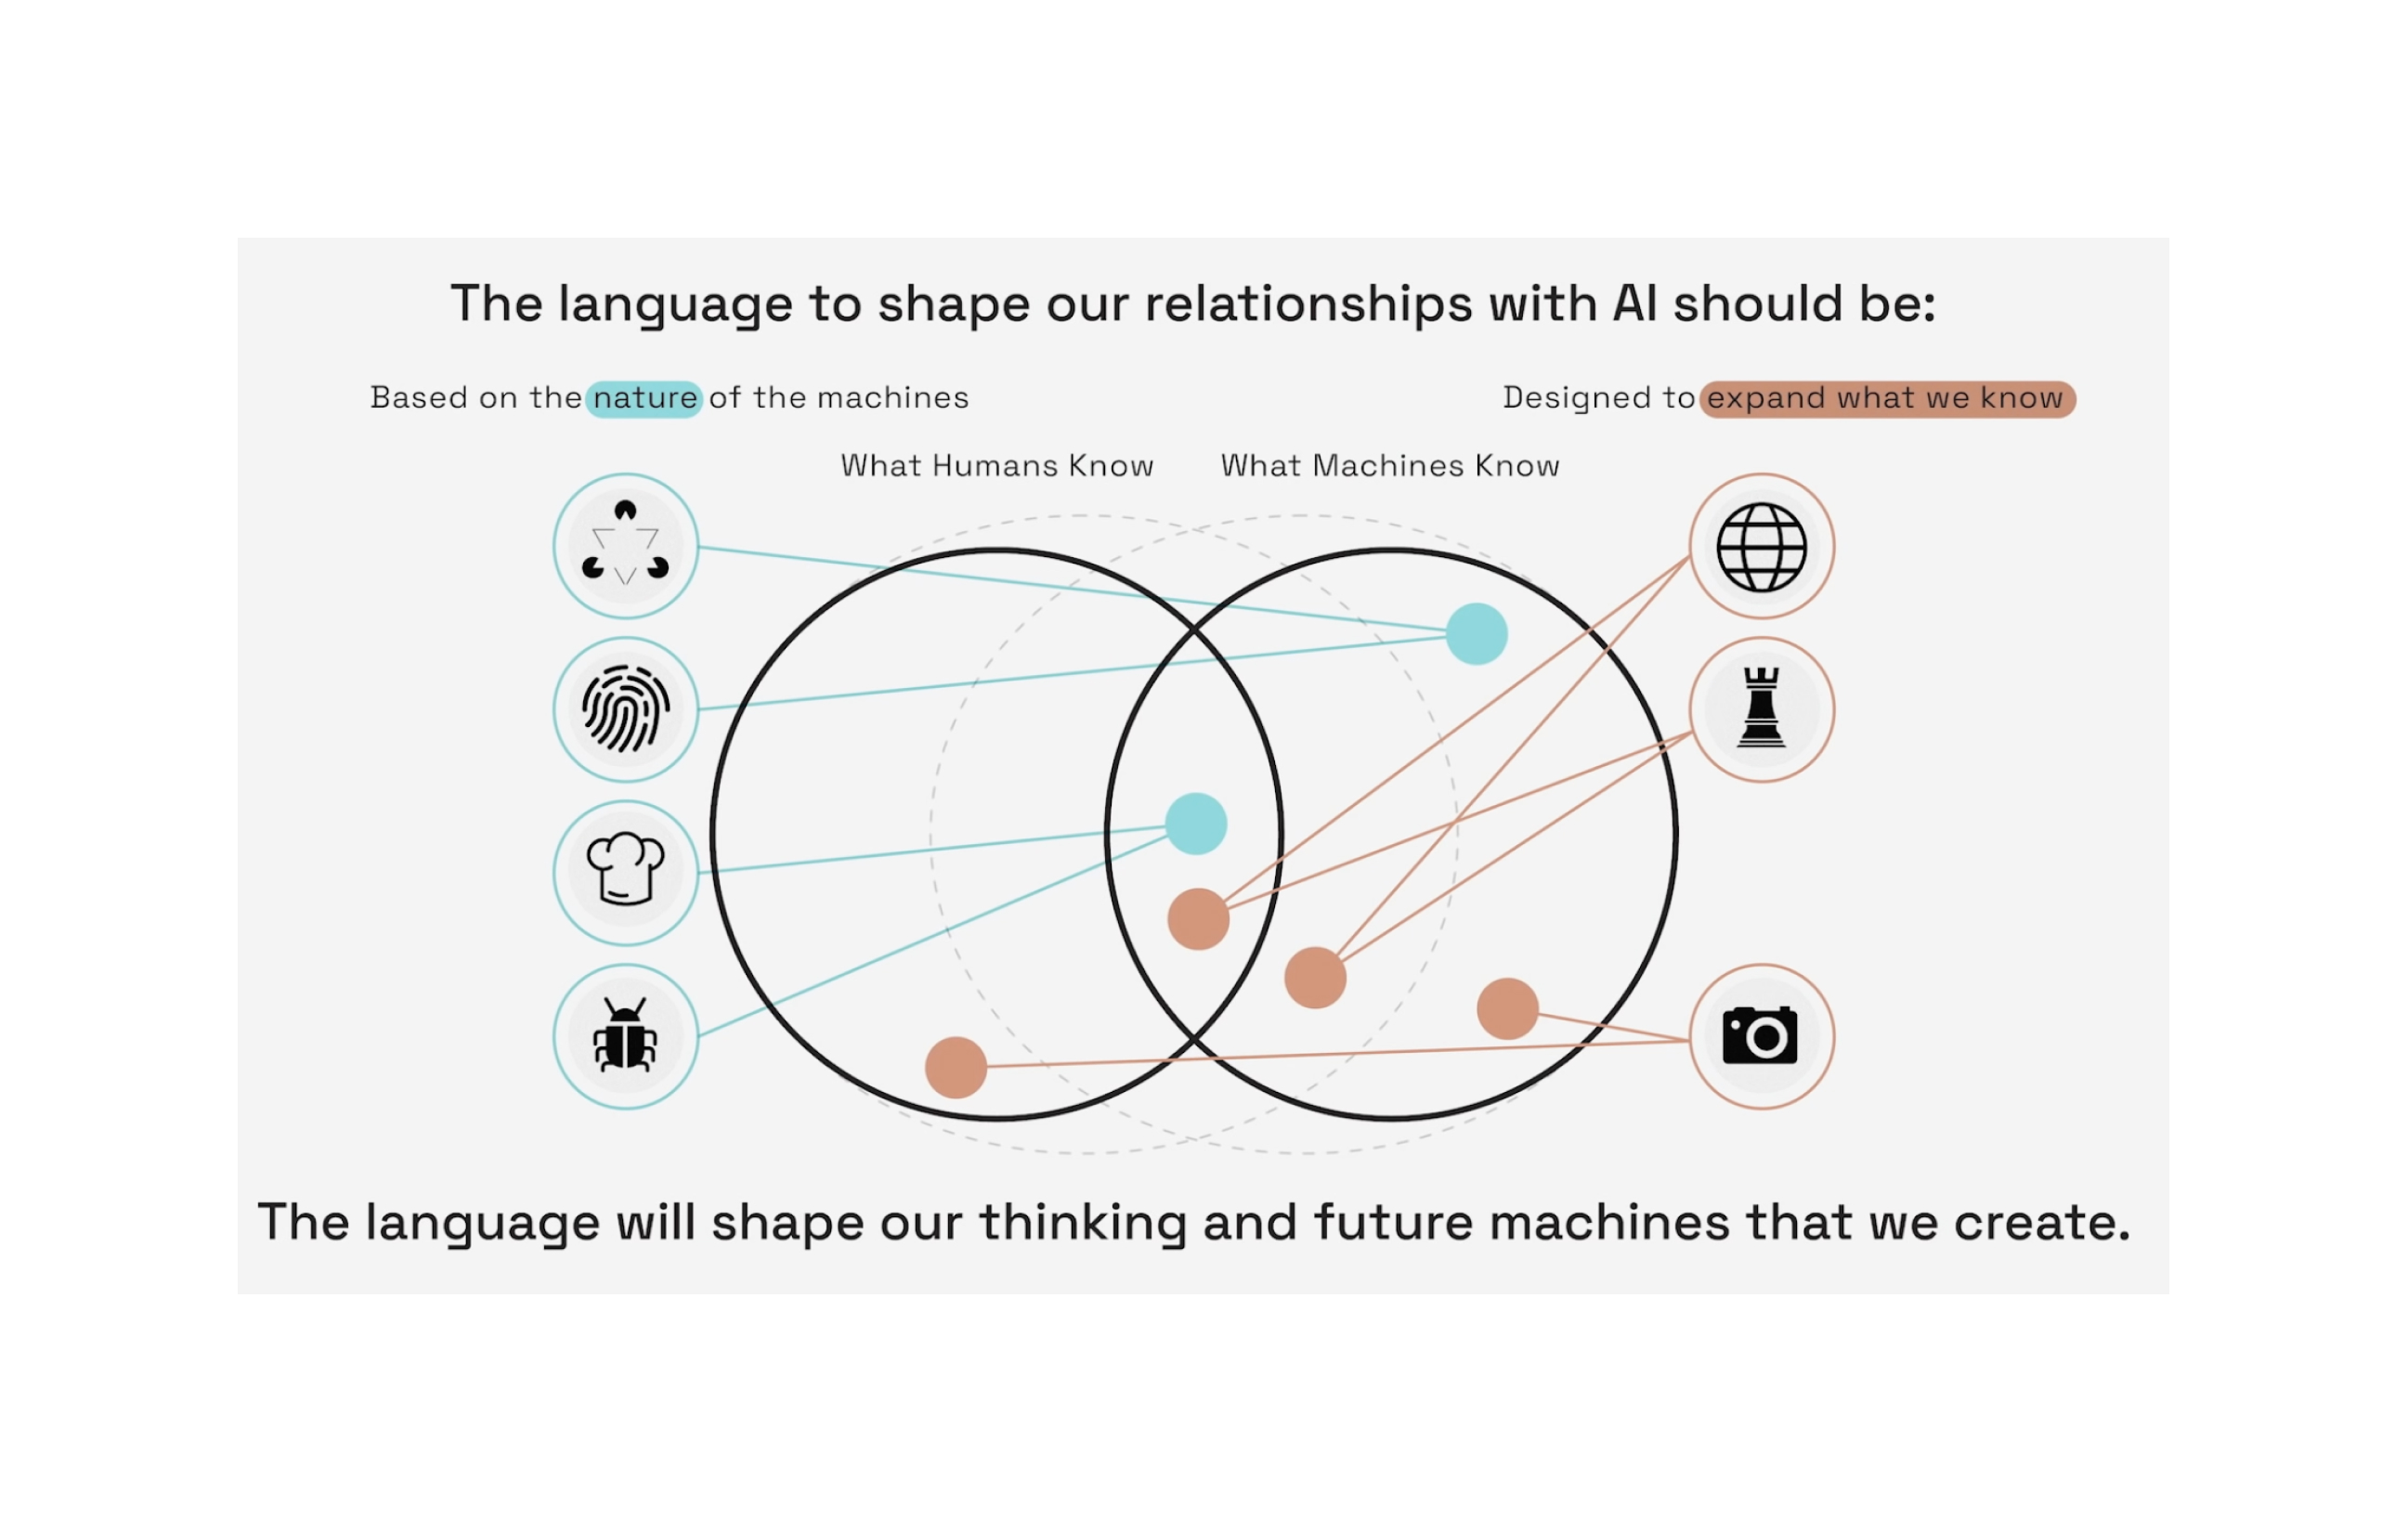 The language to shape our relationships with AI should be:
Based on the nature of the machines
Designed to expand what we know
What Humans Know
What Machines Know
The language will shape our thinking and future machines that we create.